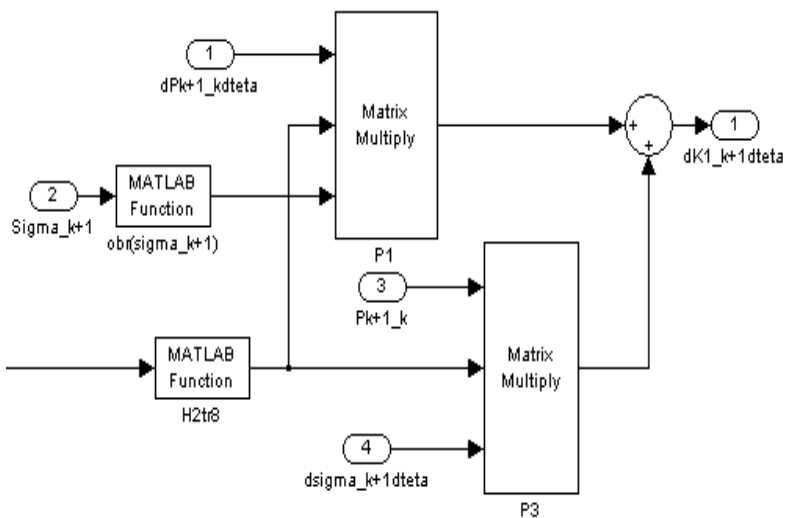 1
dPk+1_kdteta
Matrix
Multiply
P1
+
+
1
dK1_k+1dteta
2
Sigma_k+1
MATLAB
Function
obr(sigma_k+1)
3
Pk+1_k
MATLAB
Function
H2tr8
Matrix
Multiply
P3
4
dsigma_k+1dteta